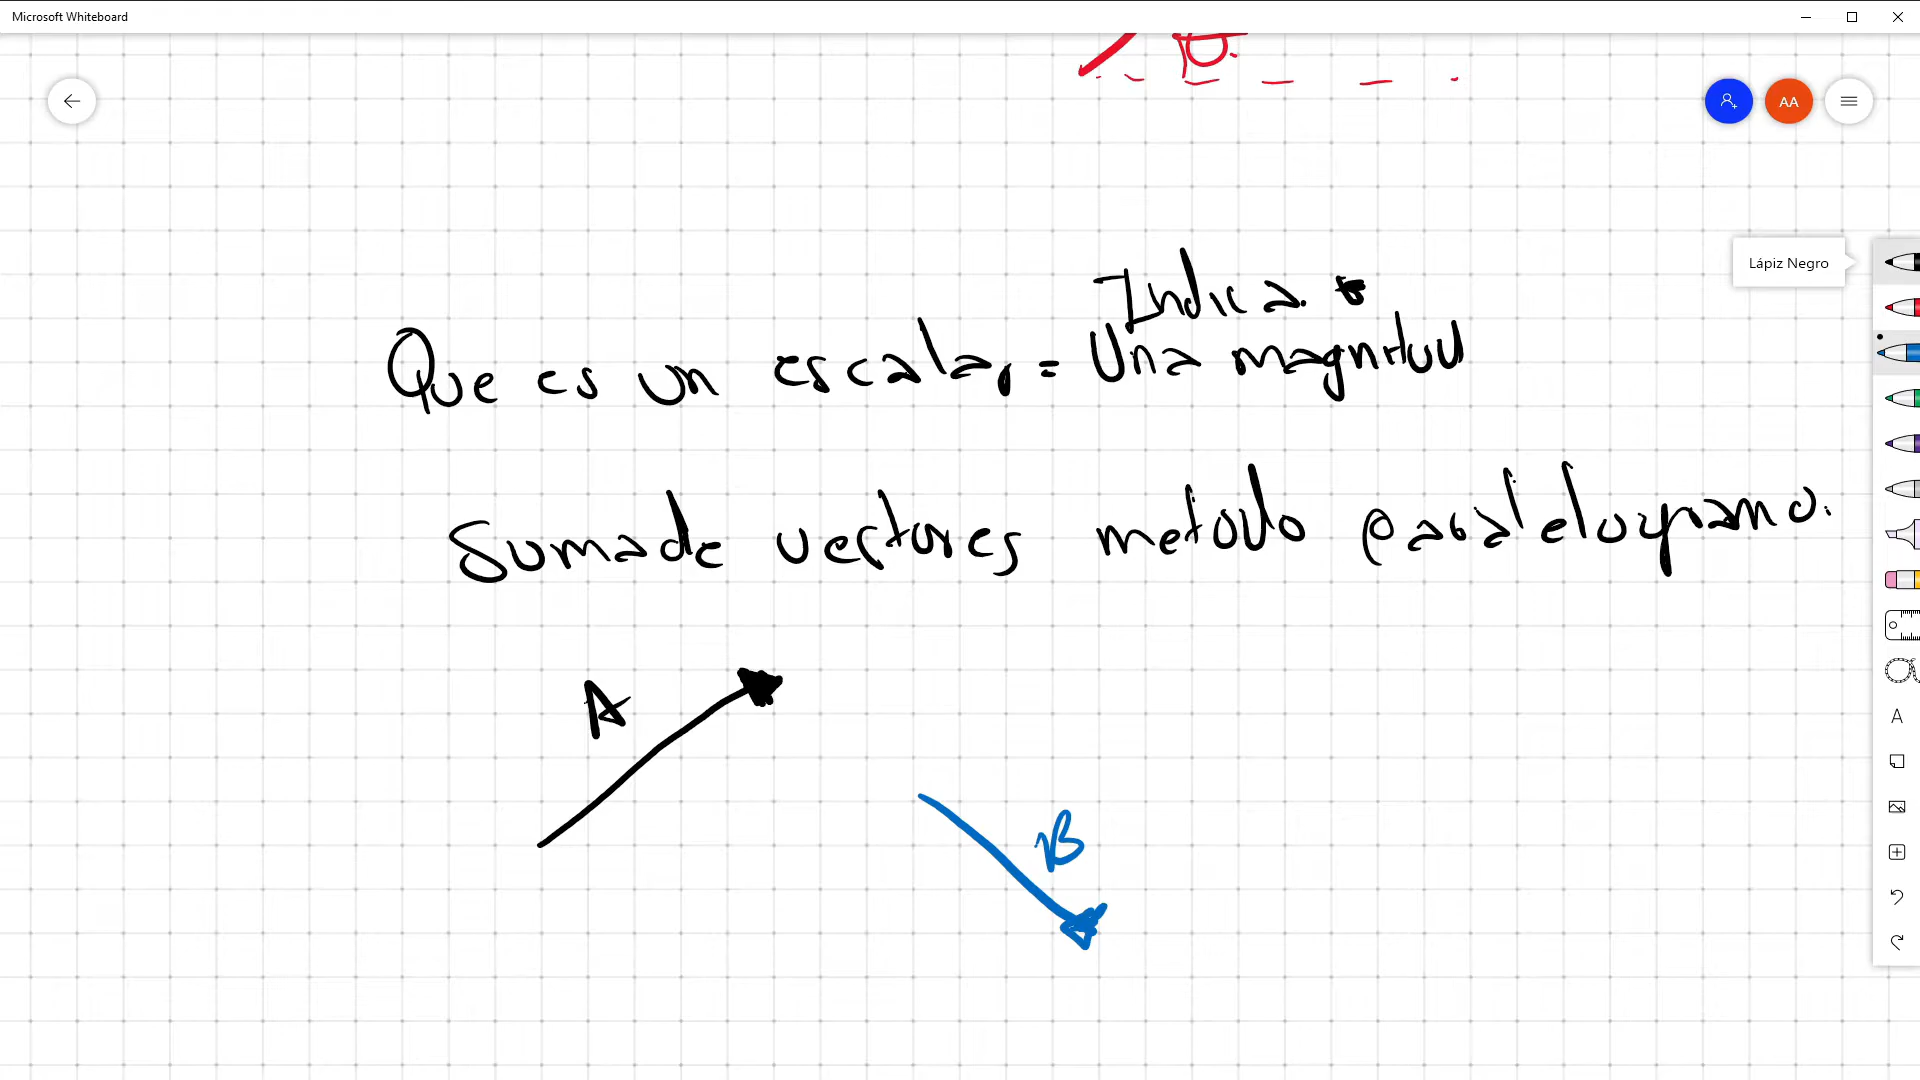 Microsoft Whiteboard
θ
AA
Lápiz Negro
Indica
Que es un escalar = Una magnitud
Suma de vectores metodo paralelogramo.
A
B
A